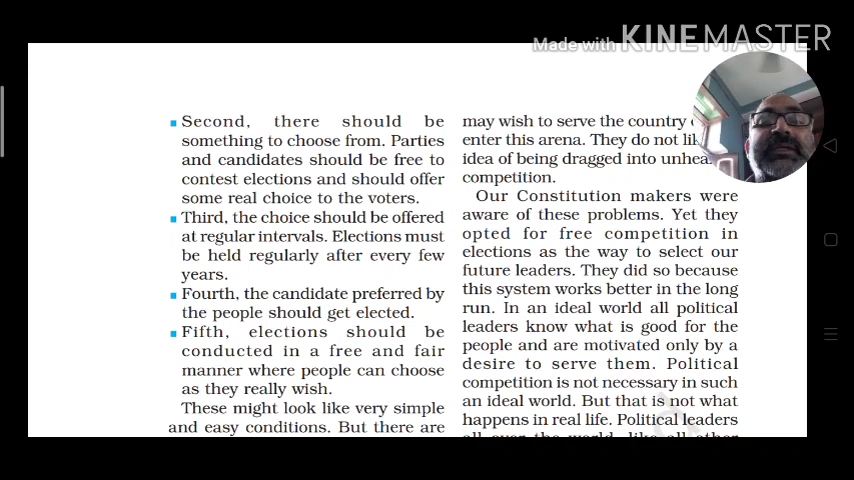 Made with KINEMASTER
Second, there should be
something to choose from. Parties
and candidates should be free to
contest elections and should offer
some real choice to the voters.
Third, the choice should be offered
at regular intervals. Elections must
be held regularly after every few
years.
Fourth, the candidate preferred by
the people should get elected.
Fifth, elections should be
conducted in a free and fair
manner where people can choose
as they really wish.
These might look like very simple
and easy conditions. But there are
may wish to serve the country
enter this arena. They do not
idea of being dragged into
competition.
Our Constitution makers were
aware of these problems. Yet they
opted for free competition in
elections as the way to select our
future leaders. They did so because
this system works better in the long
run. In an ideal world all political
leaders know what is good for the
people and are motivated only by a
desire to serve them. Political
competition is not necessary in such
an ideal world. But that is not what
happens in real life. Political leaders
all over the world, like all other